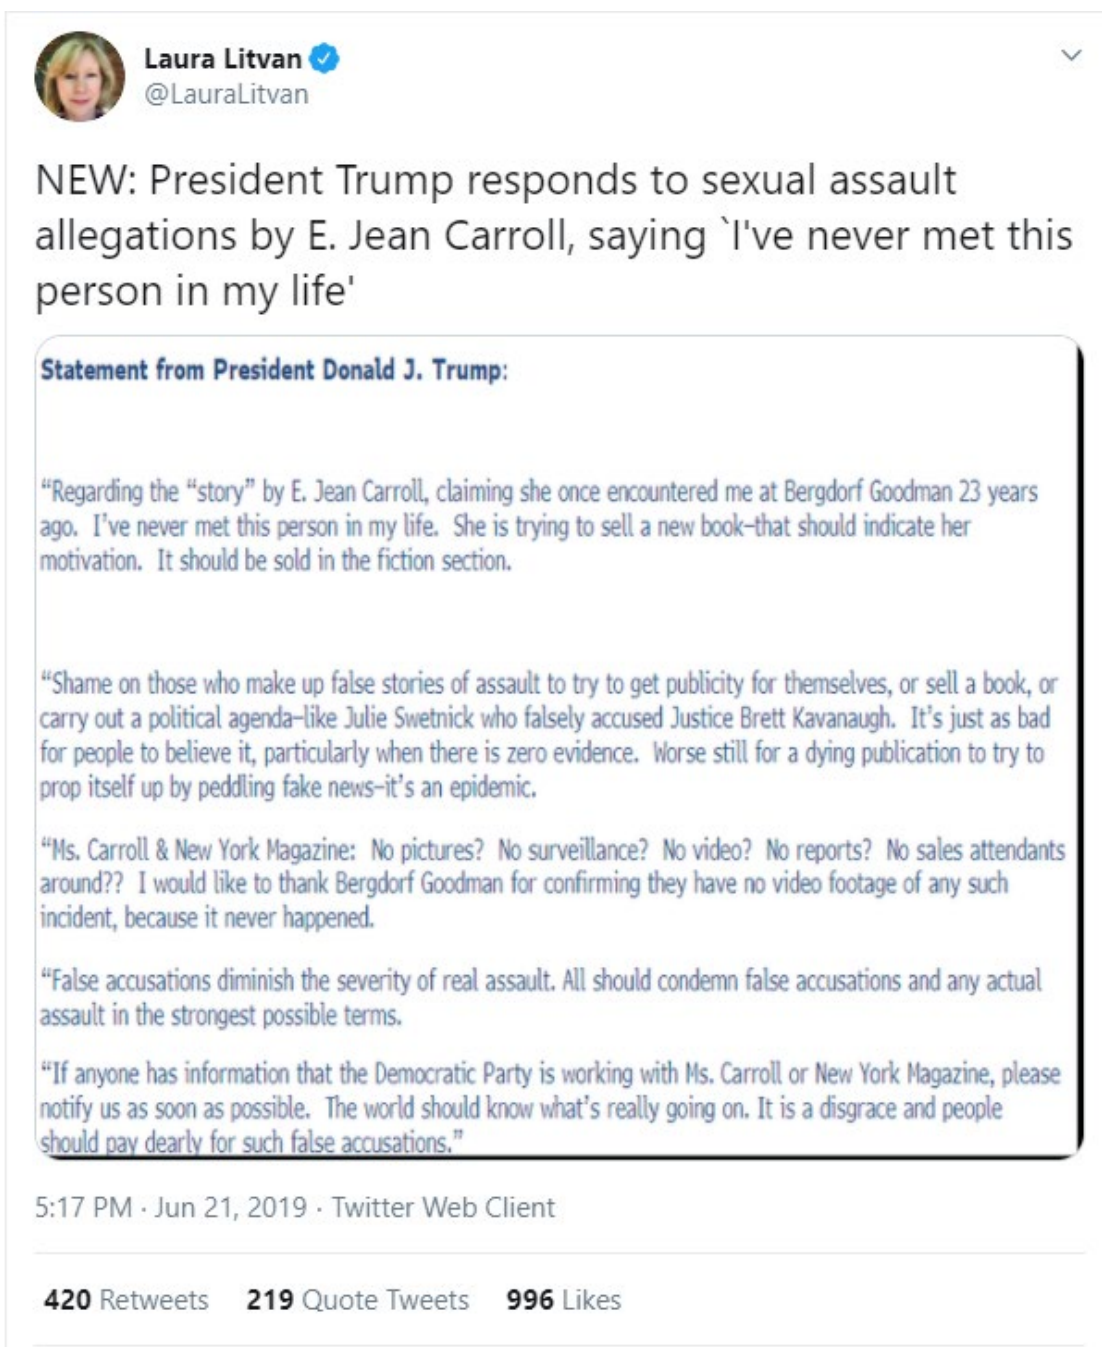 Laura Litvan
@LauraLitvan
NEW: President Trump responds to sexual assault
allegations by E. Jean Carroll, saying `I've never met this
person in my life'
Statement from President Donald J. Trump:
“Regarding the “story” by E. Jean Carroll, claiming she once encountered me at Bergdorf Goodman 23 years
ago.  I’ve never met this person in my life.  She is trying to sell a new book–that should indicate her
motivation.  It should be sold in the fiction section.
“Shame on those who make up false stories of assault to try to get publicity for themselves, or sell a book, or
carry out a political agenda–like Julie Swetnick who falsely accused Justice Brett Kavanaugh.  It’s just as bad
for people to believe it, particularly when there is zero evidence.  Worse still for a dying publication to try to
prop itself up by peddling fake news–it’s an epidemic.
“Ms. Carroll & New York Magazine:  No pictures?  No surveillance?  No video?  No reports?  No sales attendants
around??  I would like to thank Bergdorf Goodman for confirming they have no video footage of any such
incident, because it never happened.
“False accusations diminish the severity of real assault. All should condemn false accusations and any actual
assault in the strongest possible terms.
“If anyone has information that the Democratic Party is working with Ms. Carroll or New York Magazine, please
notify us as soon as possible.  The world should know what’s really going on. It is a disgrace and people
should pay dearly for such false accusations.”
5:17 PM · Jun 21, 2019 · Twitter Web Client
420 Retweets 219 Quote Tweets 996 Likes